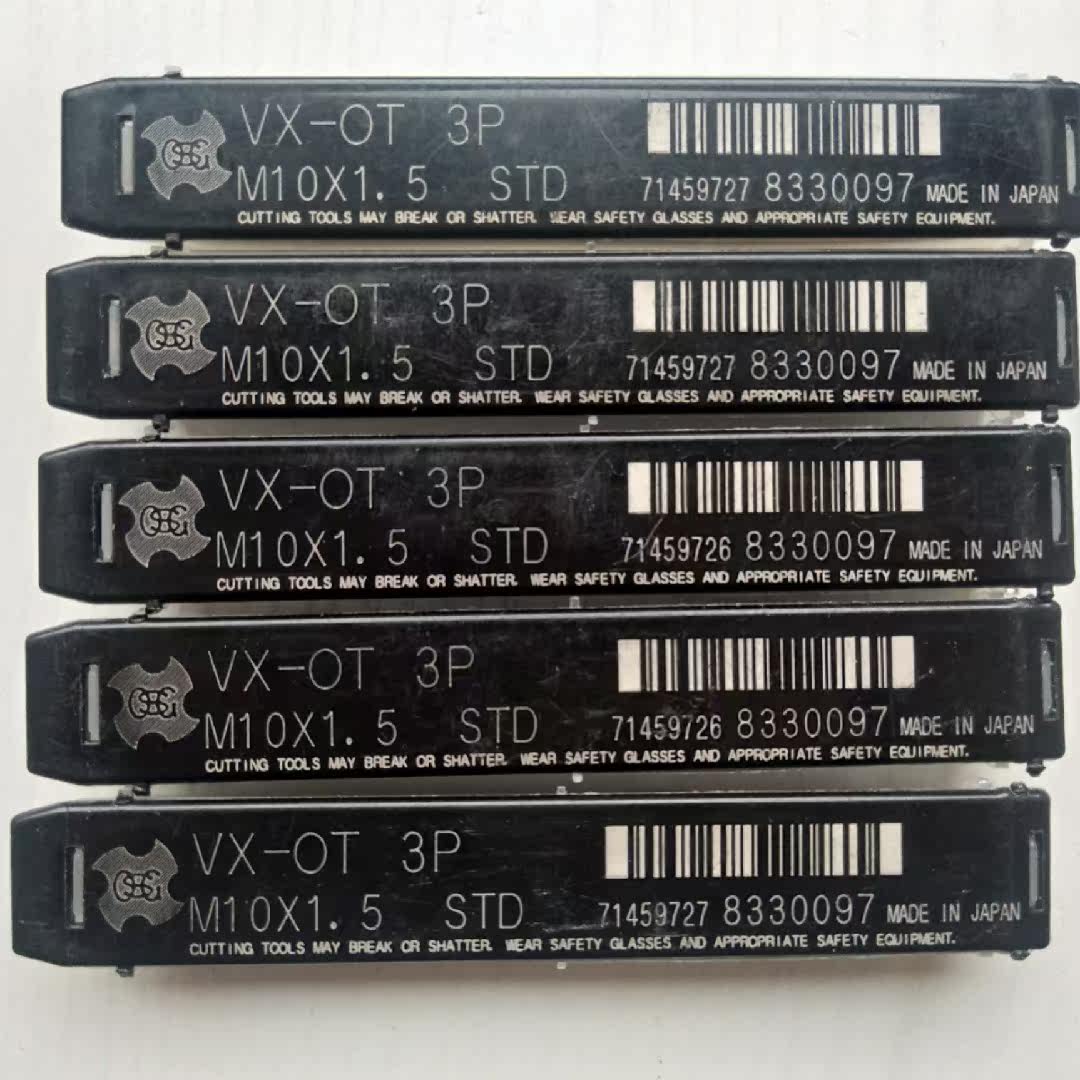 OSG
VX-OT 3P
M10X1.5 STD 71459727 8330097 MADE IN JAPAN
CUTTING TOOLS MAY BREAK OR SHATTER. WEAR SAFETY GLASSES AND APPROPRIATE SAFETY EQUIPMENT.
OSG
VX-OT 3P
M10X1.5 STD 71459727 8330097 MADE IN JAPAN
CUTTING TOOLS MAY BREAK OR SHATTER. WEAR SAFETY GLASSES AND APPROPRIATE SAFETY EQUIPMENT.
OSG
VX-OT 3P
M10X1.5 STD 71459726 8330097 MADE IN JAPAN
CUTTING TOOLS MAY BREAK OR SHATTER. WEAR SAFETY GLASSES AND APPROPRIATE SAFETY EQUIPMENT.
OSG
VX-OT 3P
M10X1.5 STD 71459726 8330097 MADE IN JAPAN
CUTTING TOOLS MAY BREAK OR SHATTER. WEAR SAFETY GLASSES AND APPROPRIATE SAFETY EQUIPMENT.
OSG
VX-OT 3P
M10X1.5 STD 71459727 8330097 MADE IN JAPAN
CUTTING TOOLS MAY BREAK OR SHATTER. WEAR SAFETY GLASSES AND APPROPRIATE SAFETY EQUIPMENT.